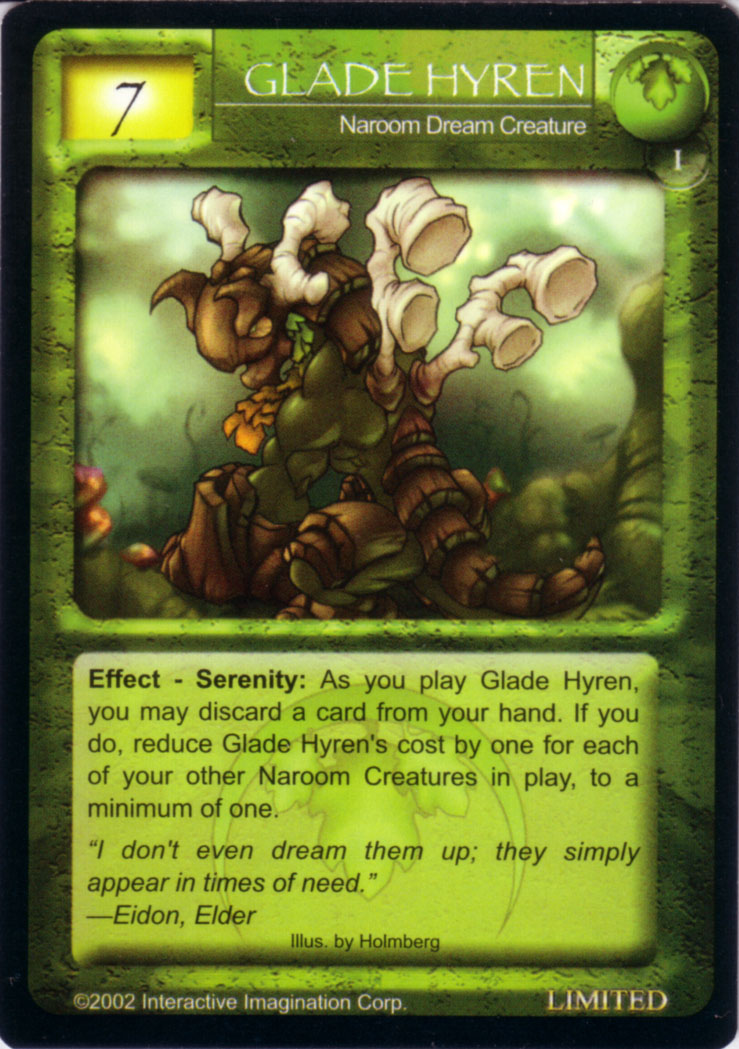 7
GLADE HYREN
Naroom Dream Creature
I
Effect - Serenity: As you play Glade Hyren,
you may discard a card from your hand. If you
do, reduce Glade Hyren's cost by one for each
of your other Naroom Creatures in play, to a
minimum of one.
“I don't even dream them up; they simply
appear in times of need.”
—Eidon, Elder
Illus. by Holmberg
©2002 Interactive Imagination Corp.
LIMITED